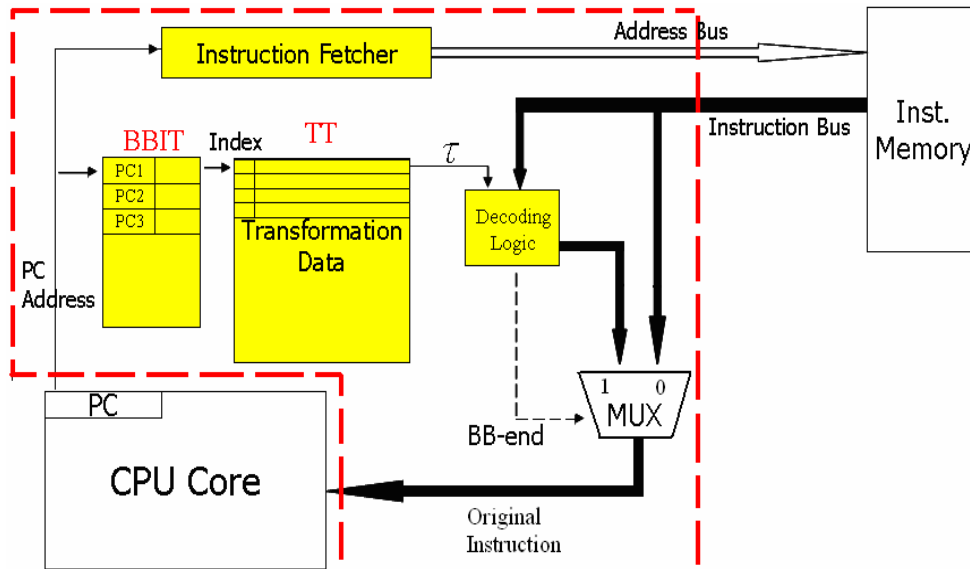 Address Bus
Instruction Fetcher
Inst.
Memory
Instruction Bus
BBIT
Index
TT
τ
PC1
PC2
PC3
Transformation
Data
Decoding
Logic
PC
Address
1 0
MUX
BB-end
PC
CPU Core
Original
Instruction